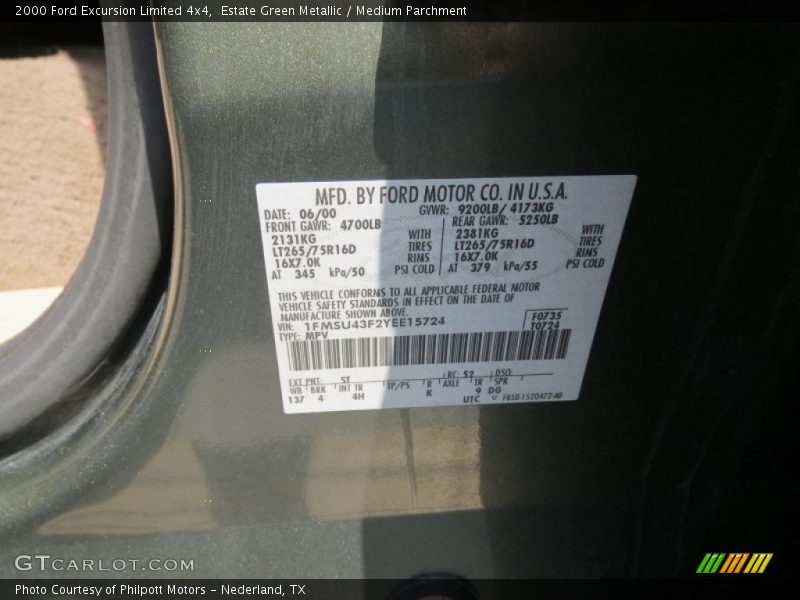 2000 Ford Excursion Limited 4x4, Estate Green Metallic / Medium Parchment
MFD. BY FORD MOTOR CO. IN U.S.A.
DATE: 06/00 GVWR: 9200LB/ 4173KG
FRONT GAWR: 4700LB REAR GAWR: 5250LB
2131KG WITH 2381KG WITH
LT265/75R16D TIRES LT265/75R16D TIRES
16X7.0K RIMS 16X7.0K RIMS
AT 345 kPa/50 PSI COLD AT 379 kPa/55 PSI COLD
THIS VEHICLE CONFORMS TO ALL APPLICABLE FEDERAL MOTOR
VEHICLE SAFETY STANDARDS IN EFFECT ON THE DATE OF
MANUFACTURE SHOWN ABOVE.
VIN: 1FMSU43F2YEE15724 F0735
TYPE: MPV T0724
EXT PNT: ST RC: 52 DSO:
WB BRK INT TR TP/PS R AXLE TR SPR
137 4 4H K 9 DG
UTC F85B-1520472-AB
GTCARLOT.COM
Photo Courtesy of Philpott Motors - Nederland, TX